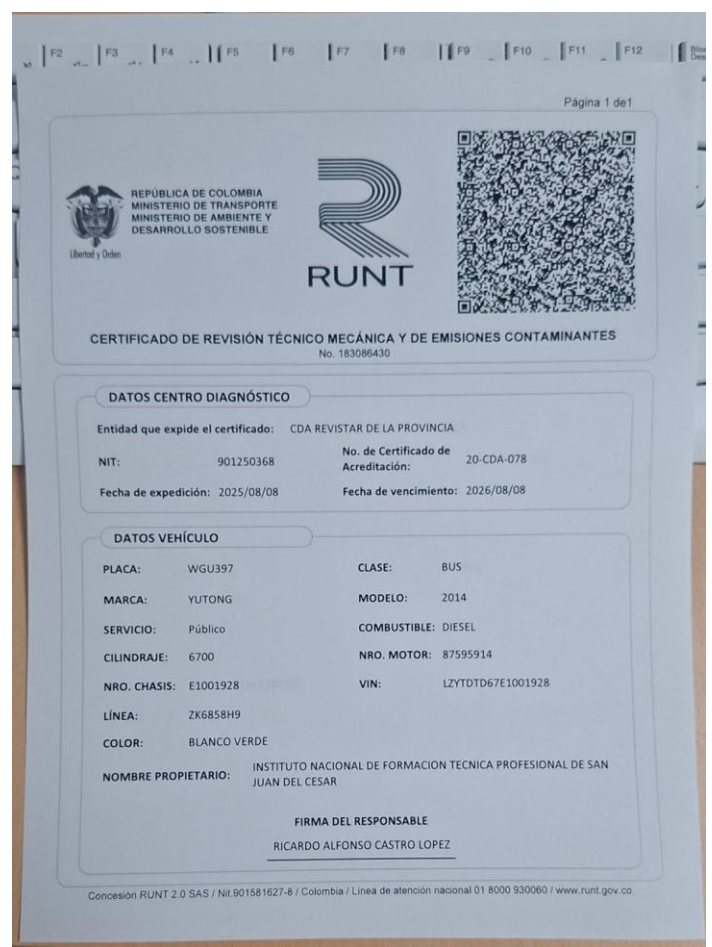 F2 F3 F4 F5 F6 F7 F8 F9 F10 F11 F12
Página 1 de1
REPÚBLICA DE COLOMBIA
MINISTERIO DE TRANSPORTE
MINISTERIO DE AMBIENTE Y
DESARROLLO SOSTENIBLE
Libertad y Orden
RUNT
CERTIFICADO DE REVISIÓN TÉCNICO MECÁNICA Y DE EMISIONES CONTAMINANTES
No. 183086430
DATOS CENTRO DIAGNÓSTICO
Entidad que expide el certificado: CDA REVISTAR DE LA PROVINCIA
NIT: 901250368 No. de Certificado de Acreditación: 20-CDA-078
Fecha de expedición: 2025/08/08 Fecha de vencimiento: 2026/08/08
DATOS VEHÍCULO
PLACA: WGU397 CLASE: BUS
MARCA: YUTONG MODELO: 2014
SERVICIO: Público COMBUSTIBLE: DIESEL
CILINDRAJE: 6700 NRO. MOTOR: 87595914
NRO. CHASIS: E1001928 VIN: LZYTDTD67E1001928
LÍNEA: ZK6858H9
COLOR: BLANCO VERDE
NOMBRE PROPIETARIO: INSTITUTO NACIONAL DE FORMACION TECNICA PROFESIONAL DE SAN
JUAN DEL CESAR
FIRMA DEL RESPONSABLE
RICARDO ALFONSO CASTRO LOPEZ
Concesión RUNT 2.0 SAS / Nit.901581627-8 / Colombia / Linea de atención nacional 01 8000 930060 / www.runt.gov.co